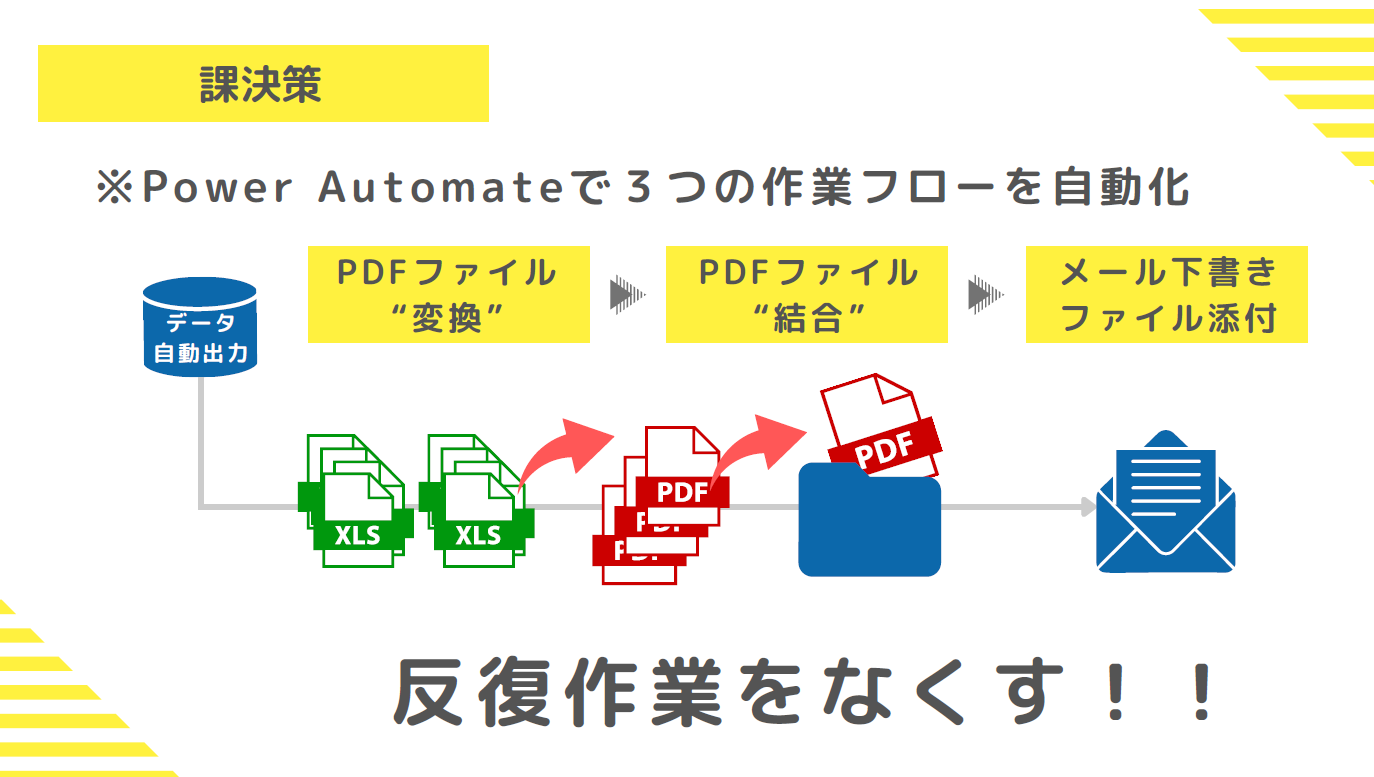 課決策
※Power Automateで３つの作業フローを自動化
データ
自動出力
PDFファイル
“変換”
PDFファイル
“結合”
メール下書き
ファイル添付
XLS
XLS
PDF
PDF
PDF
PDF
反復作業をなくす！！